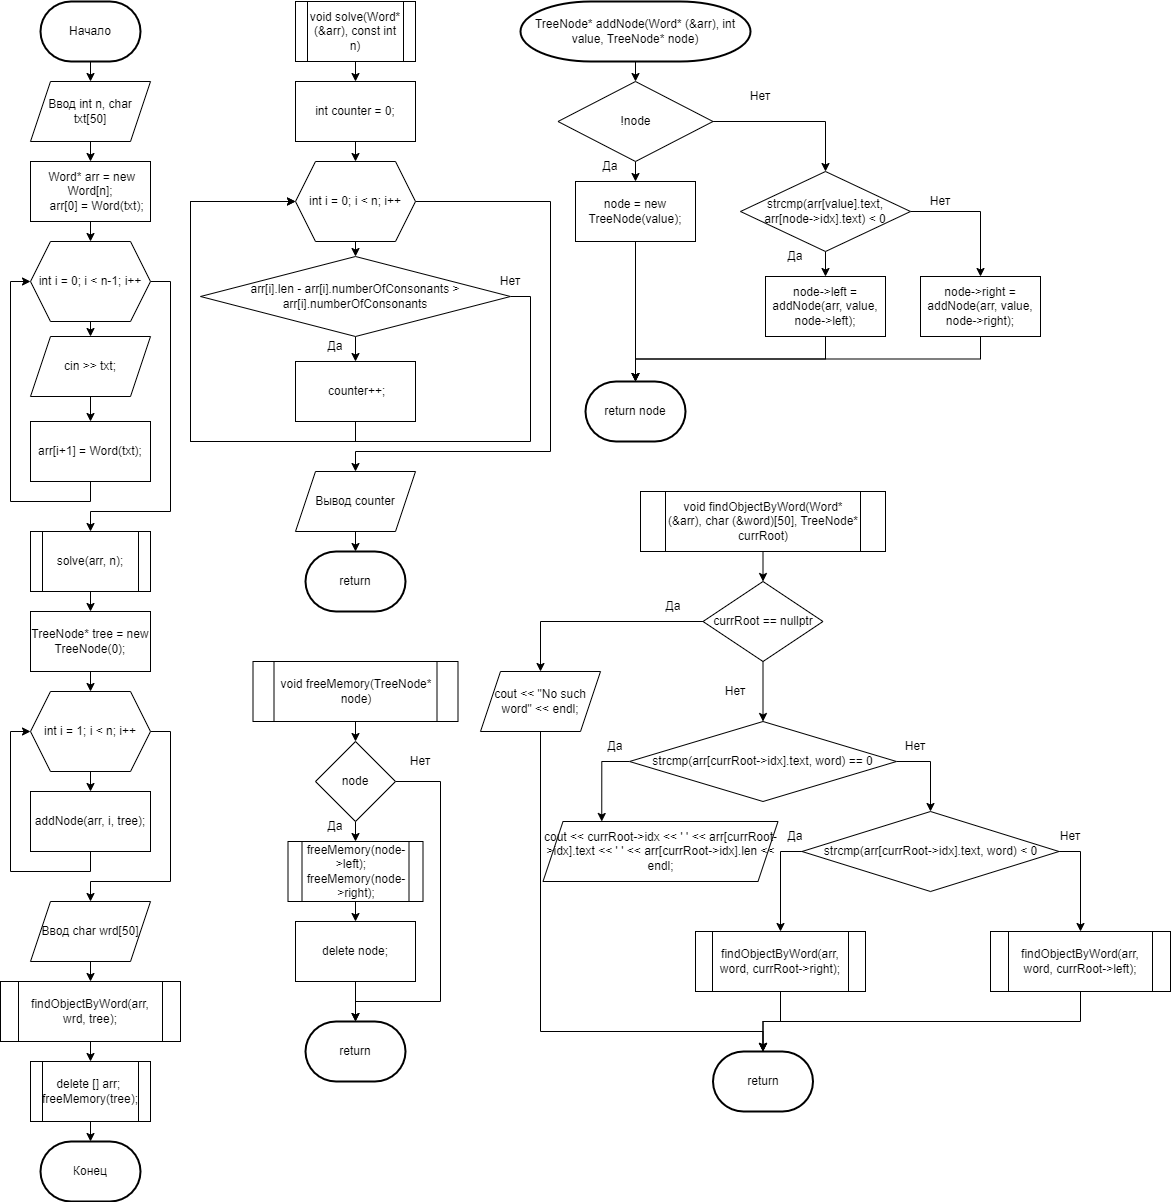 Начало
Ввод int n, char
txt[50]
Word* arr = new
Word[n];
arr[0] = Word(txt);
int i = 0; i < n-1; i++
cin >> txt;
arr[i+1] = Word(txt);
solve(arr, n);
TreeNode* tree = new
TreeNode(0);
int i = 1; i < n; i++
addNode(arr, i, tree);
Ввод char wrd[50]
findObjectByWord(arr,
wrd, tree);
delete [] arr;
freeMemory(tree);
Конец
void solve(Word*
(&arr), const int
n)
int counter = 0;
int i = 0; i < n; i++
arr[i].len - arr[i].numberOfConsonants >
arr[i].numberOfConsonants
Нет
Да
counter++;
Вывод counter
return
void freeMemory(TreeNode*
node)
node
Нет
Да
freeMemory(node-
>left);
freeMemory(node-
>right);
delete node;
return
TreeNode* addNode(Word* (&arr), int
value, TreeNode* node)
!node
Нет
Да
node = new
TreeNode(value);
strcmp(arr[value].text,
arr[node->idx].text) < 0
Нет
Да
node->left =
addNode(arr, value,
node->left);
node->right =
addNode(arr, value,
node->right);
return node
void findObjectByWord(Word*
(&arr), char (&word)[50], TreeNode*
currRoot)
currRoot == nullptr
Да
Нет
cout << "No such
word" << endl;
strcmp(arr[currRoot->idx].text, word) == 0
Да
Нет
cout << currRoot->idx << ' ' << arr[currRoot-
>idx].text << ' ' << arr[currRoot->idx].len <<
endl;
strcmp(arr[currRoot->idx].text, word) < 0
Да
Нет
findObjectByWord(arr,
word, currRoot->right);
findObjectByWord(arr,
word, currRoot->left);
return